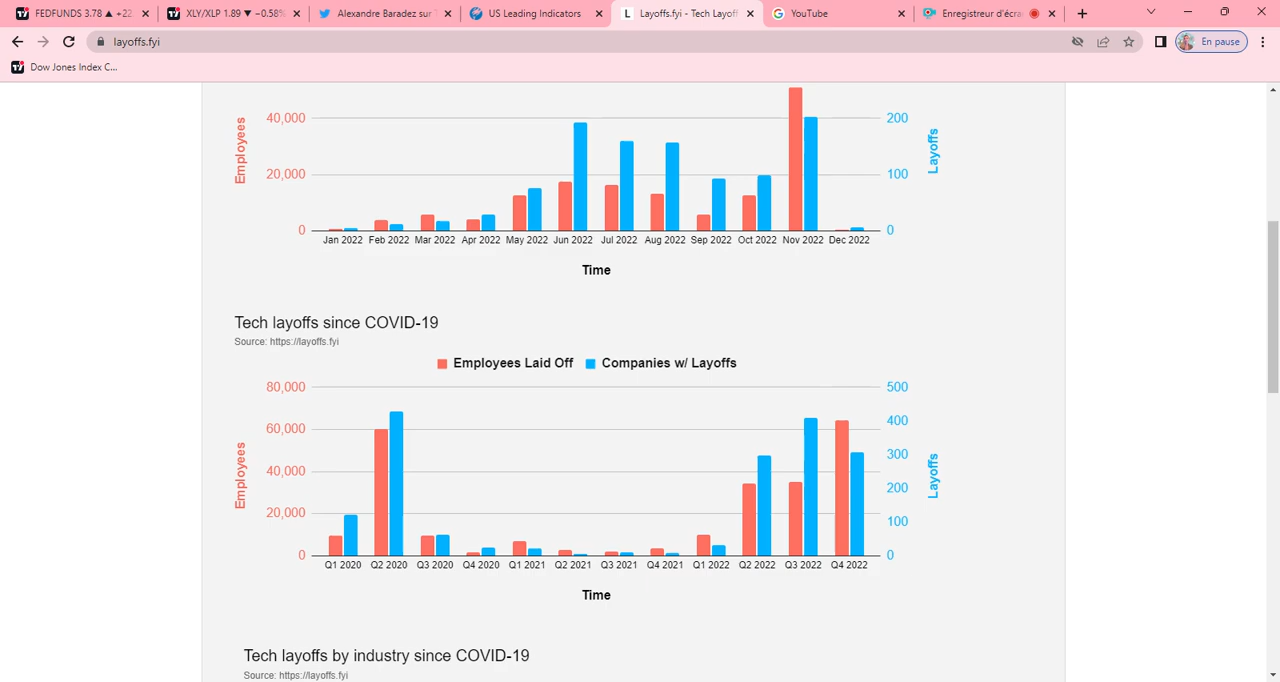 FEDFUNDS 3.78 ▲ +22.
XLY/XLP 1.89 ▼ −0.58%
Alexandre Baradez sur
US Leading Indicators
Layoffs.fyi - Tech Layoff
YouTube
Enregistreur d'écra
layoffs.fyi
En pause
Dow Jones Index C...
40,000
20,000
0
Employees
200
100
0
Layoffs
Jan 2022 Feb 2022 Mar 2022 Apr 2022 May 2022 Jun 2022 Jul 2022 Aug 2022 Sep 2022 Oct 2022 Nov 2022 Dec 2022
Time
Tech layoffs since COVID-19
Source: https://layoffs.fyi
Employees Laid Off Companies w/ Layoffs
80,000
60,000
40,000
20,000
0
Employees
500
400
300
200
100
0
Layoffs
Q1 2020 Q2 2020 Q3 2020 Q4 2020 Q1 2021 Q2 2021 Q3 2021 Q4 2021 Q1 2022 Q2 2022 Q3 2022 Q4 2022
Time
Tech layoffs by industry since COVID-19
Source: https://layoffs.fyi